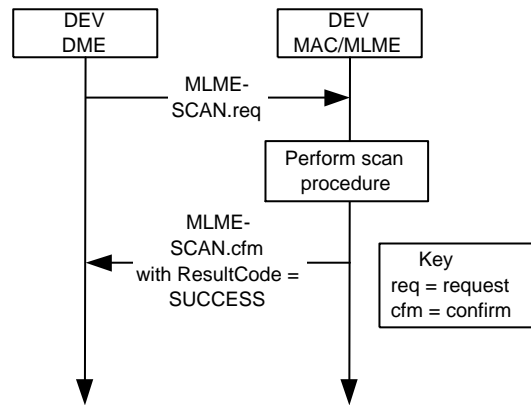 DEV
DME
DEV
MAC/MLME
MLME-
SCAN.req
Perform scan
procedure
MLME-
SCAN.cfm
with ResultCode =
SUCCESS
Key
req = request
cfm = confirm